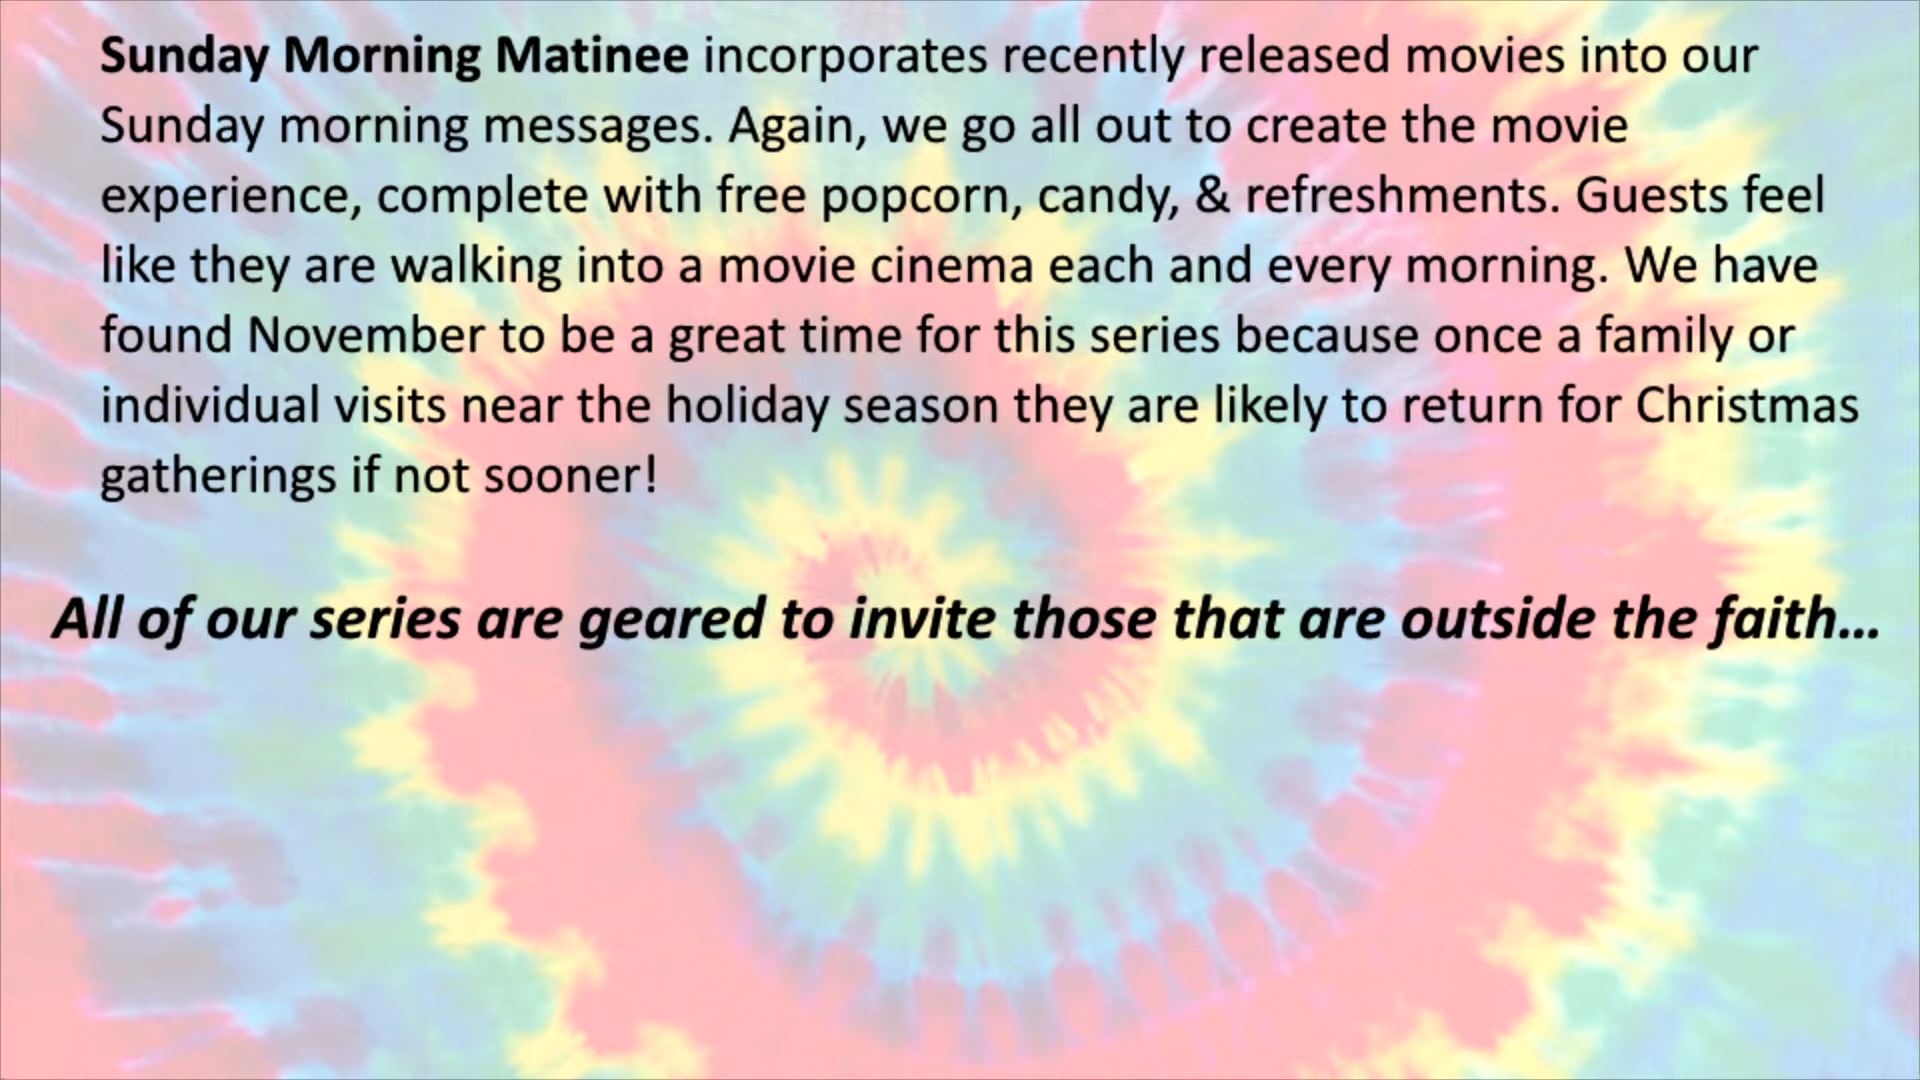 Sunday Morning Matinee incorporates recently released movies into our
Sunday morning messages. Again, we go all out to create the movie
experience, complete with free popcorn, candy, & refreshments. Guests feel
like they are walking into a movie cinema each and every morning. We have
found November to be a great time for this series because once a family or
individual visits near the holiday season they are likely to return for Christmas
gatherings if not sooner!
All of our series are geared to invite those that are outside the faith...